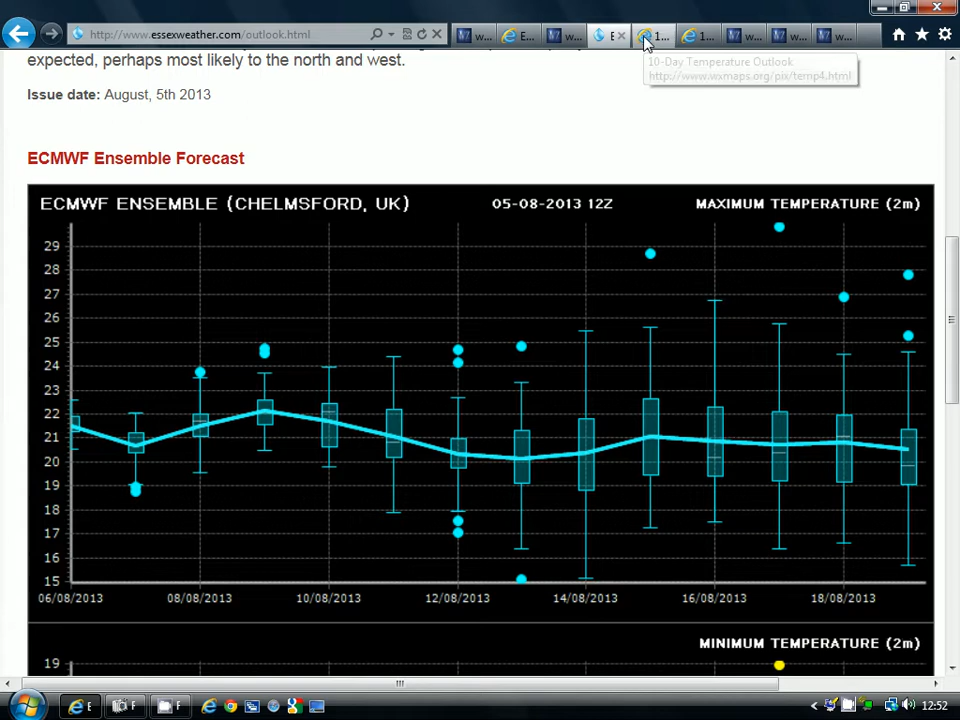 http://www.essexweather.com/outlook.html
w...
E...
w...
E
1...
1...
w...
w...
w...
10-Day Temperature Outlook
http://www.wxmaps.org/pix/temp4.html
expected, perhaps most likely to the north and west.
Issue date: August, 5th 2013
ECMWF Ensemble Forecast
ECMWF ENSEMBLE (CHELMSFORD, UK) 05-08-2013 12Z MAXIMUM TEMPERATURE (2m)
29
28
27
26
25
24
23
22
21
20
19
18
17
16
15
06/08/2013 08/08/2013 10/08/2013 12/08/2013 14/08/2013 16/08/2013 18/08/2013
MINIMUM TEMPERATURE (2m)
19
E F F 12:52